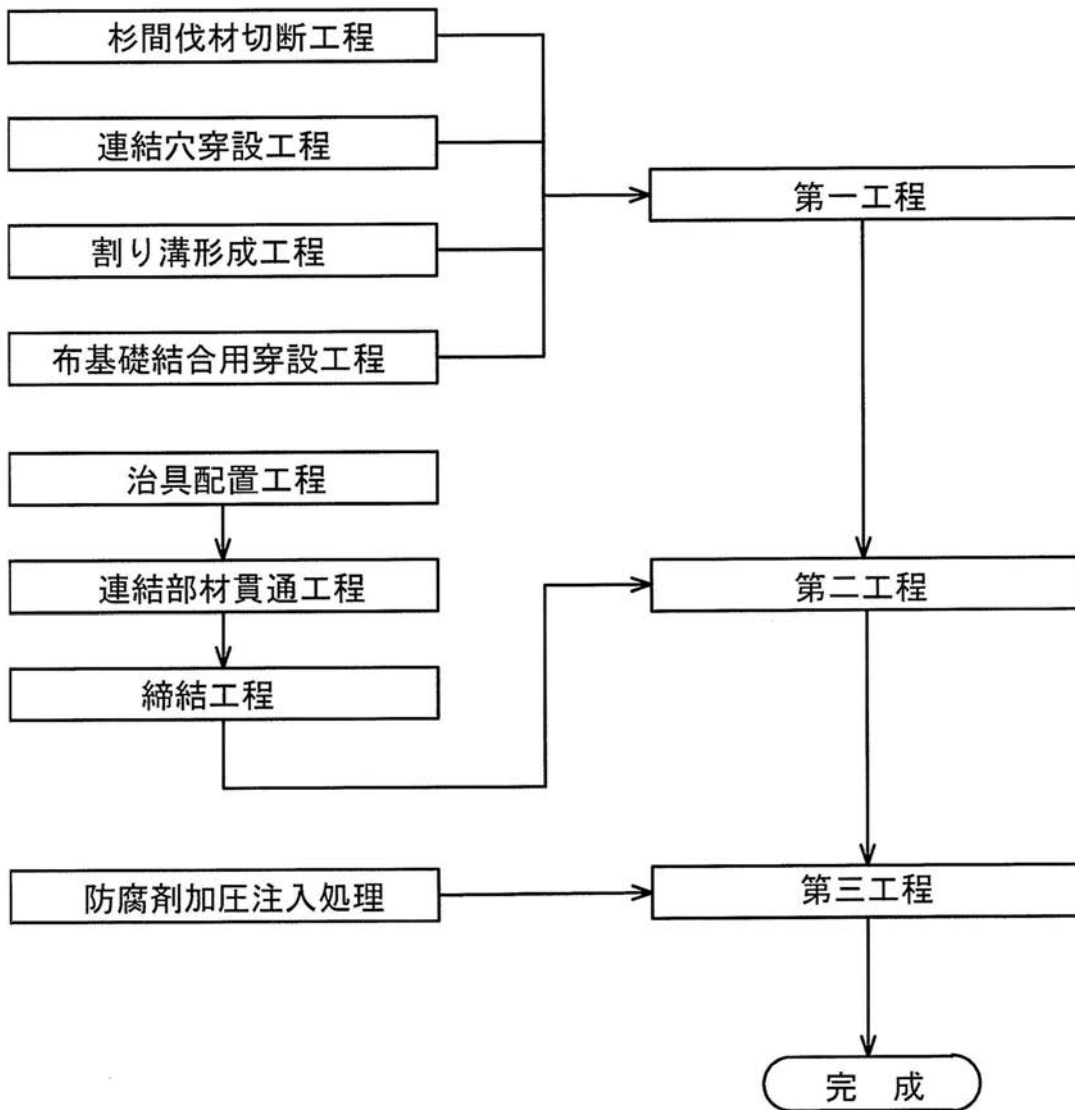 杉間伐材切断工程
連結穴穿設工程
第一工程
割り溝形成工程
布基礎結合用穿設工程
治具配置工程
連結部材貫通工程
第二工程
締結工程
防腐剤加圧注入処理
第三工程
完 成